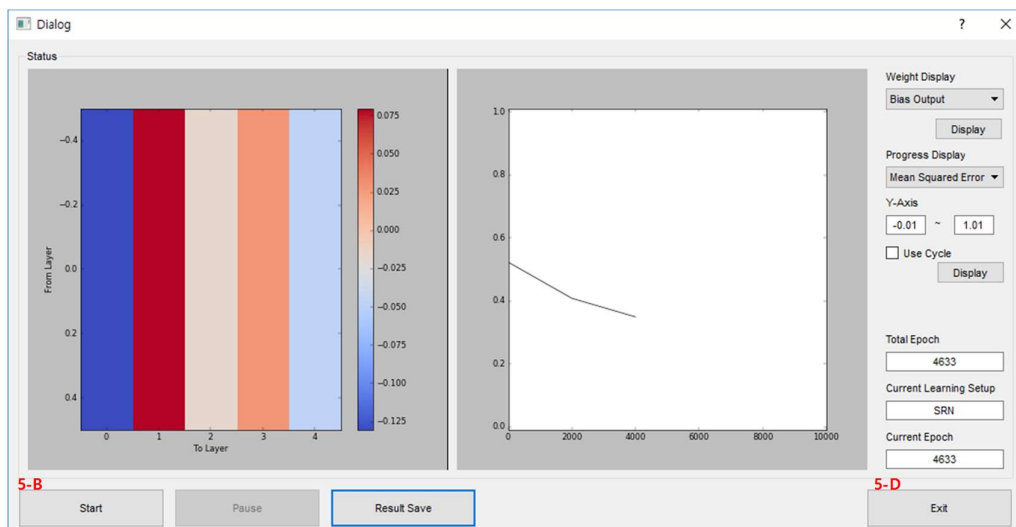 Dialog
?
Status
−0.4
−0.2
0.0
0.2
0.4
From Layer
0 1 2 3 4
To Layer
0.075
0.050
0.025
0.000
−0.025
−0.050
−0.075
−0.100
−0.125
1.0
0.8
0.6
0.4
0.2
0.0
0 2000 4000 6000 8000 10000
Weight Display
Bias Output
Display
Progress Display
Mean Squared Error
Y-Axis
-0.01 ~ 1.01
Use Cycle
Display
Total Epoch
4633
Current Learning Setup
SRN
Current Epoch
4633
5-B
Start
Pause
Result Save
5-D
Exit